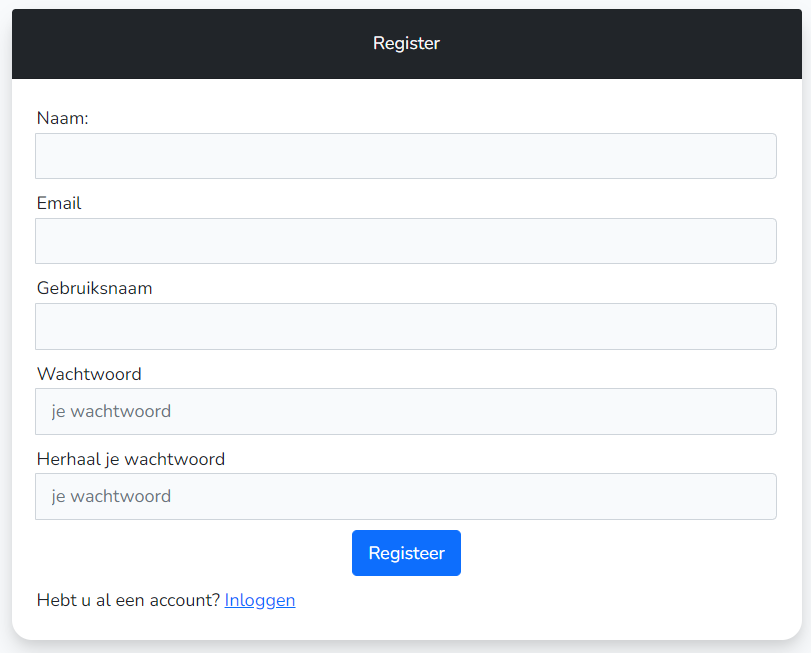 Register
Naam:
Email
Gebruiksnaam
Wachtwoord
je wachtwoord
Herhaal je wachtwoord
je wachtwoord
Registeer
Hebt u al een account? Inloggen